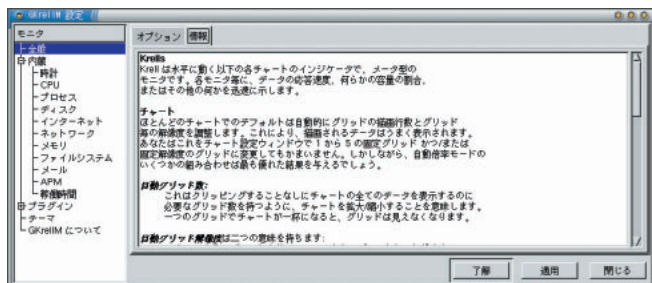 GKrellM 設定
モニタ
全般
内蔵
時計
CPU
プロセス
ディスク
インターネット
ネットワーク
メモリ
ファイルシステム
メール
APM
稼働時間
プラグイン
テーマ
GKrellM について
オプション 情報
Krells
Krell は水平に動く以下の各チャートのインジケータで、メータ型の
モニタです。各モニタ毎に、データの応答速度、何らかの容量の割合、
またはその他の何かを迅速に示します。
チャート
ほとんどのチャートでのデフォルトは自動的にグリッドの描画行数とグリッド
毎の解像度を調整します。これにより、描画されるデータはうまく表示されます。
あなたはこれをチャート設定ウィンドウで 1 から 5 の固定グリッド かつ/または
固定解像度のグリッドに変更してもかまいません。しかしながら、自動倍率モードの
いくつかの組み合わせは最も優れた結果を与えるでしょう。
自動グリッド数:
これはクリッピングすることなしにチャートの全てのデータを表示するのに
必要なグリッド数を持つように、チャートを拡大/縮小することを意味します。
一つのグリッドでチャートが一杯になると、グリッドは見えなくなります。
自動グリッド解像度は二つの意味を持ちます:
了解 適用 閉じる